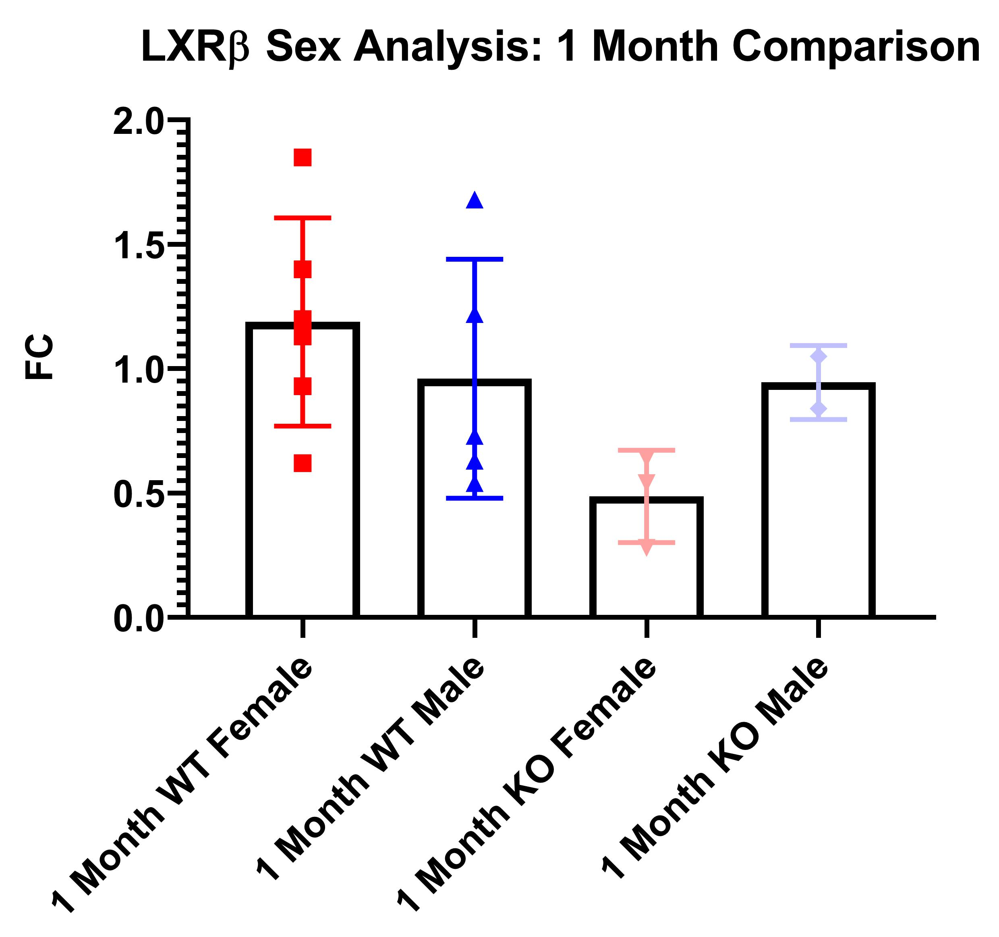 LXRβ Sex Analysis: 1 Month Comparison
2.0
1.5
1.0
0.5
0.0
FC
1 Month WT Female
1 Month WT Male
1 Month KO Female
1 Month KO Male